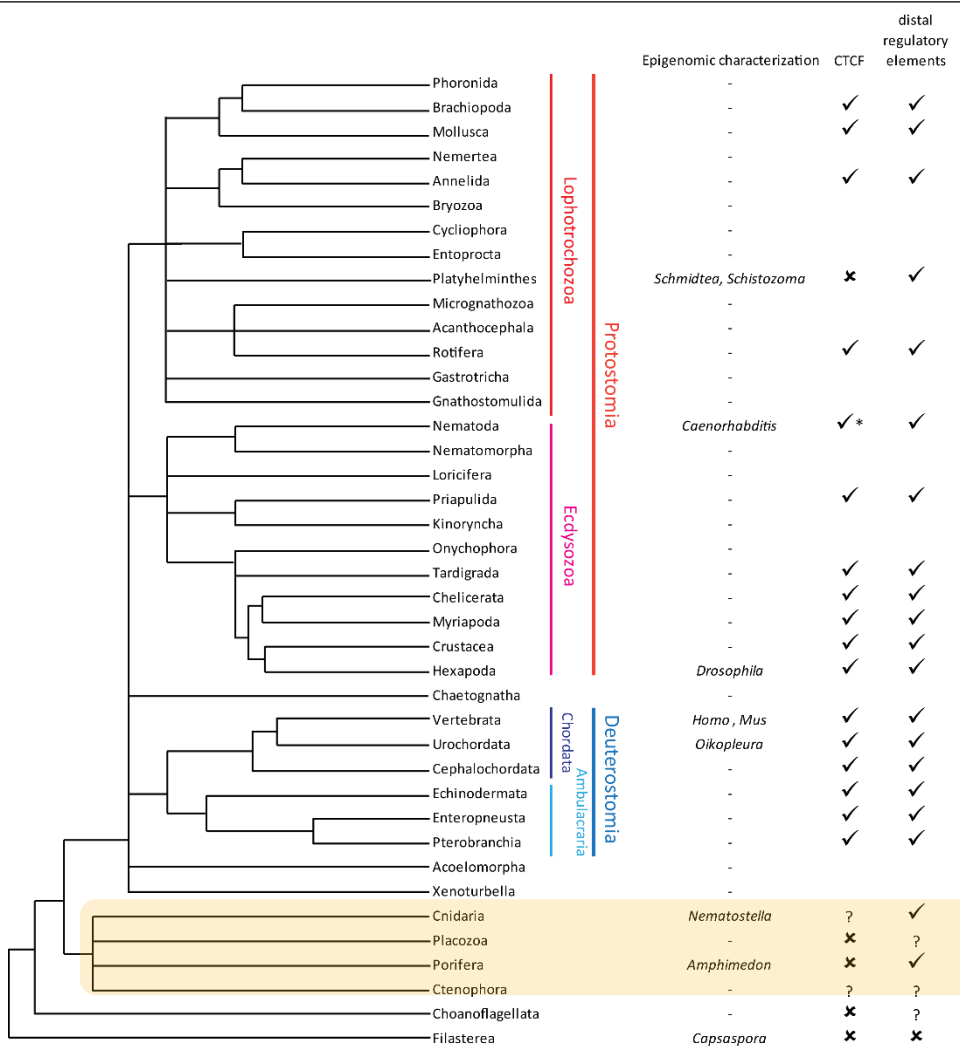 distal
regulatory
Epigenomic characterization CTCF elements
Phoronida -
Brachiopoda - ✓ ✓
Mollusca - ✓ ✓
Nemertea -
Annelida - ✓ ✓
Bryozoa -
Cycliophora -
Entoprocta -
Platyhelminthes Schmidtea, Schistozoma ✘ ✓
Micrognathozoa -
Acanthocephala -
Rotifera - ✓ ✓
Gastrotricha -
Gnathostomulida -
Lophotrochozoa
Protostomia
Nematoda Caenorhabditis ✓* ✓
Nematomorpha -
Loricifera -
Priapulida - ✓ ✓
Kinoryncha -
Onychophora -
Tardigrada - ✓ ✓
Chelicerata - ✓ ✓
Myriapoda - ✓ ✓
Crustacea - ✓ ✓
Hexapoda Drosophila ✓ ✓
Ecdysozoa
Chaetognatha -
Vertebrata Homo , Mus ✓ ✓
Urochordata Oikopleura ✓ ✓
Cephalochordata - ✓ ✓
Chordata
Deuterostomia
Echinodermata - ✓ ✓
Enteropneusta - ✓ ✓
Pterobranchia - ✓ ✓
Ambulacraria
Acoelomorpha -
Xenoturbella -
Cnidaria Nematostella ? ✓
Placozoa - ✘ ?
Porifera Amphimedon ✘ ✓
Ctenophora - ? ?
Choanoflagellata - ✘ ?
Filasterea Capsaspora ✘ ✘